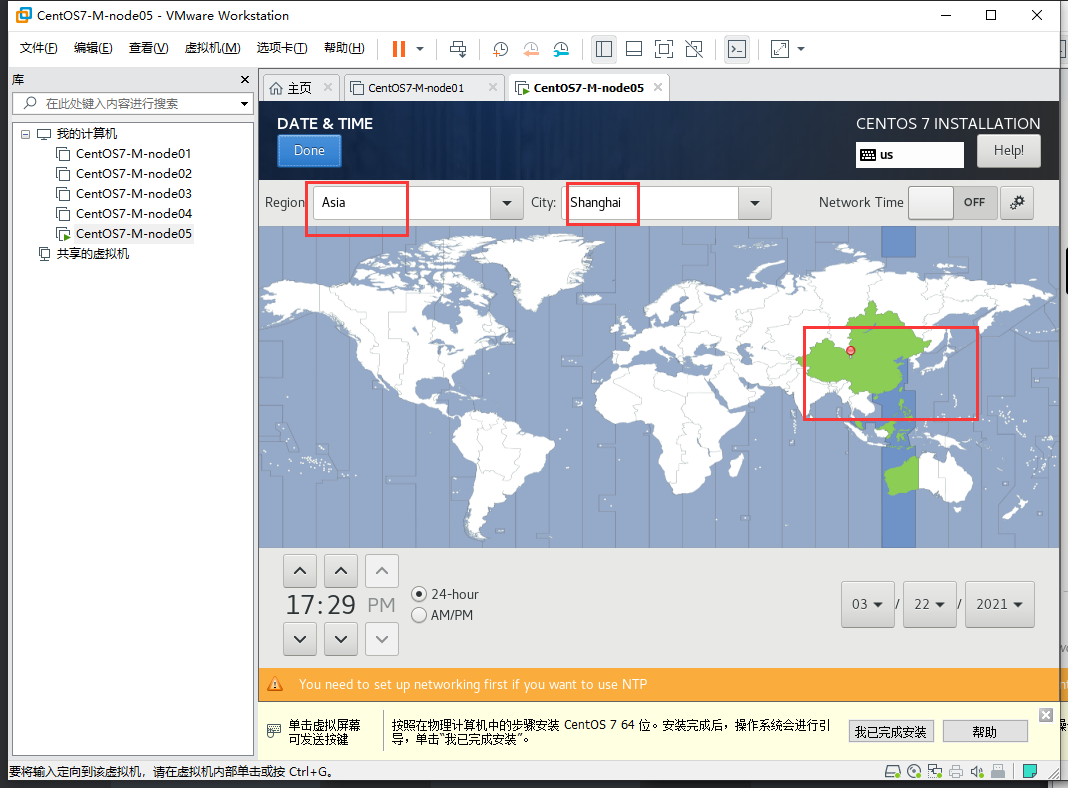 CentOS7-M-node05 - VMware Workstation
文件(F) 编辑(E) 查看(V) 虚拟机(M) 选项卡(T) 帮助(H)
库
在此处键入内容进行搜索
我的计算机
CentOS7-M-node01
CentOS7-M-node02
CentOS7-M-node03
CentOS7-M-node04
CentOS7-M-node05
共享的虚拟机
主页 CentOS7-M-node01 CentOS7-M-node05
DATE & TIME
Done
CENTOS 7 INSTALLATION
us
Help!
Region Asia City: Shanghai Network Time OFF
17:29 PM
24-hour
AM/PM
03 / 22 / 2021
You need to set up networking first if you want to use NTP
单击虚拟屏幕
可发送按键
按照在物理计算机中的步骤安装 CentOS 7 64 位。安装完成后，操作系统会进行引
导，单击“我已完成安装”。
我已完成安装 帮助
要将输入定向到该虚拟机，请在虚拟机内部单击或按 Ctrl+G。